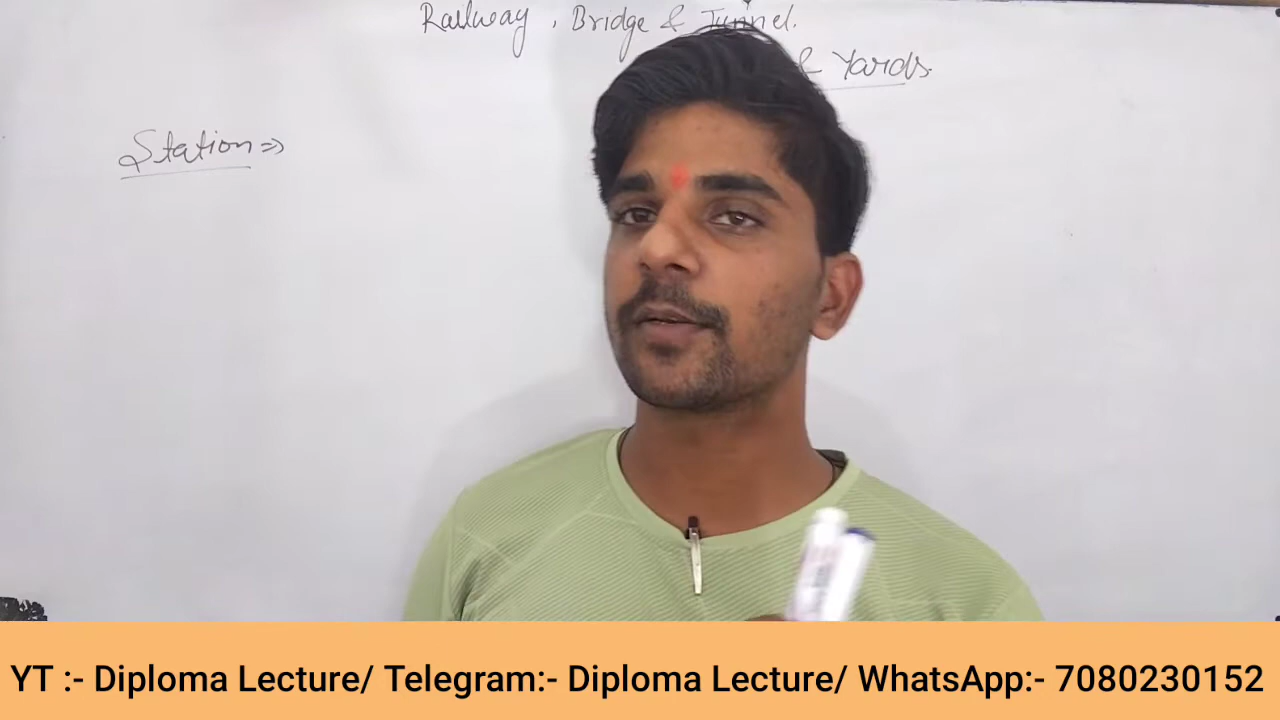 Railway, Bridge & Tunnel.
& Yards.
Station ⇒
YT :- Diploma Lecture/ Telegram:- Diploma Lecture/ WhatsApp:- 7080230152